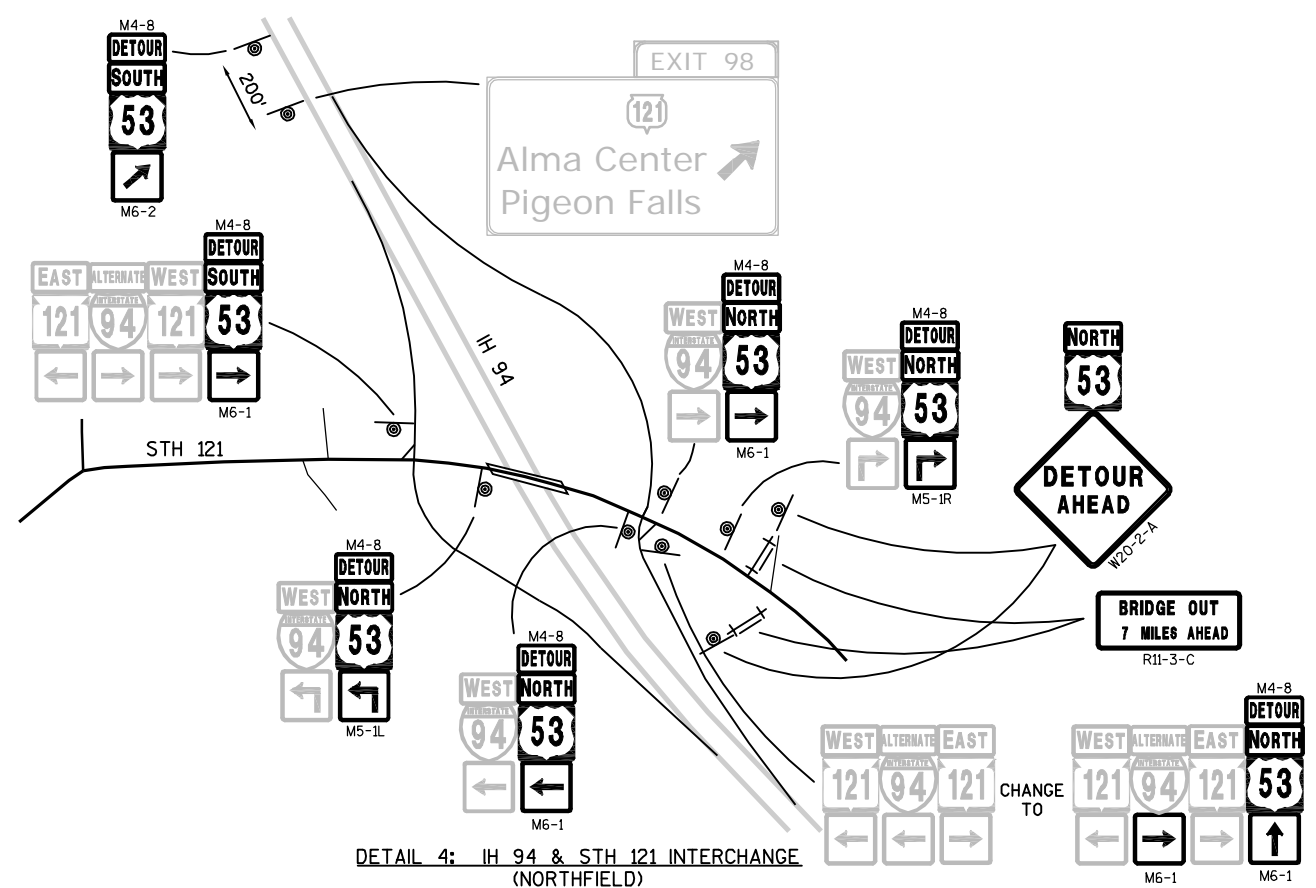 M4-8
DETOUR
SOUTH
53
M6-2
200'
EXIT 98
121
Alma Center
Pigeon Falls
M4-8
DETOUR
EAST ALTERNATE WEST SOUTH
INTERSTATE
121 94 121 53
M6-1
STH 121
IH 94
M4-8
DETOUR
WEST NORTH
INTERSTATE
94 53
M6-1
M4-8
DETOUR
WEST NORTH
INTERSTATE
94 53
M5-1R
NORTH
53
DETOUR
AHEAD
W20-2-A
BRIDGE OUT
7 MILES AHEAD
R11-3-C
M4-8
DETOUR
WEST NORTH
INTERSTATE
94 53
M5-1L
M4-8
DETOUR
WEST NORTH
INTERSTATE
94 53
M6-1
WEST ALTERNATE EAST
INTERSTATE
121 94 121
CHANGE
TO
M4-8
DETOUR
WEST ALTERNATE EAST NORTH
INTERSTATE
121 94 121 53
M6-1 M6-1
DETAIL 4: IH 94 & STH 121 INTERCHANGE
(NORTHFIELD)